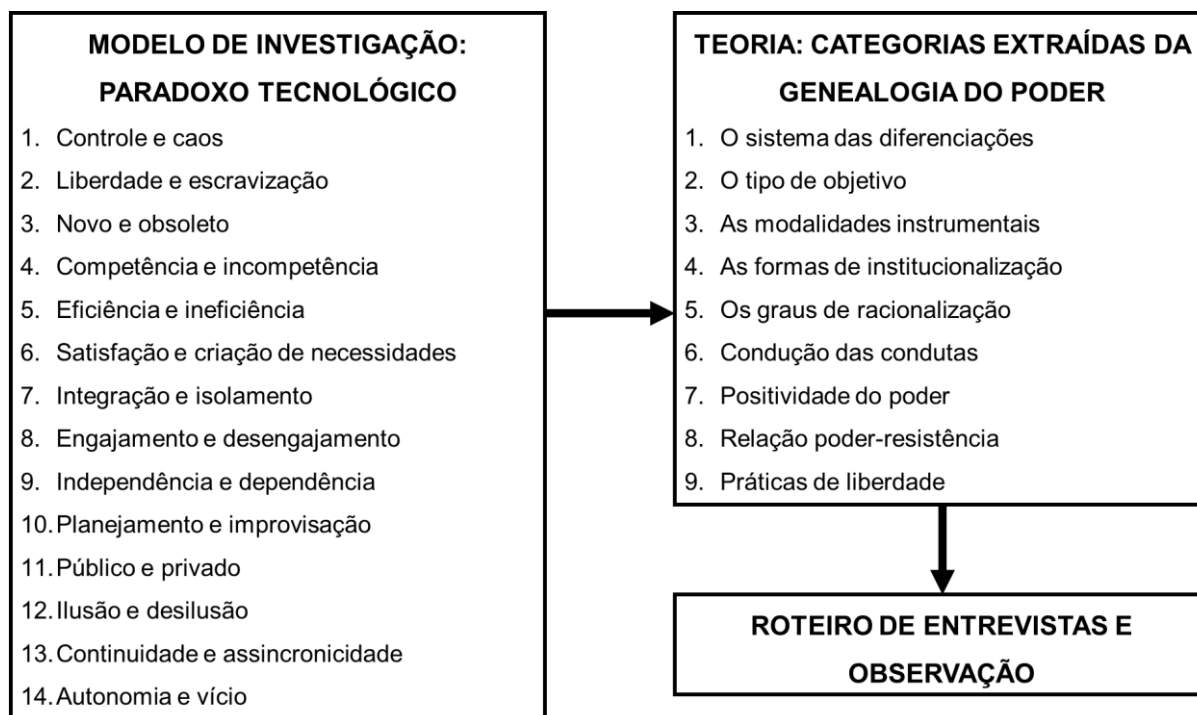 MODELO DE INVESTIGAÇÃO:
PARADOXO TECNOLÓGICO
1. Controle e caos
2. Liberdade e escravização
3. Novo e obsoleto
4. Competência e incompetência
5. Eficiência e ineficiência
6. Satisfação e criação de necessidades
7. Integração e isolamento
8. Engajamento e desengajamento
9. Independência e dependência
10. Planejamento e improvisação
11. Público e privado
12. Ilusão e desilusão
13. Continuidade e assincronicidade
14. Autonomia e vício
TEORIA: CATEGORIAS EXTRAÍDAS DA
GENEALOGIA DO PODER
1. O sistema das diferenciações
2. O tipo de objetivo
3. As modalidades instrumentais
4. As formas de institucionalização
5. Os graus de racionalização
6. Condução das condutas
7. Positividade do poder
8. Relação poder-resistência
9. Práticas de liberdade
ROTEIRO DE ENTREVISTAS E
OBSERVAÇÃO